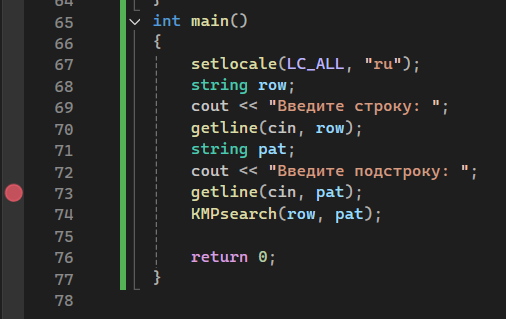 64 }
65 int main()
66 {
67 setlocale(LC_ALL, "ru");
68 string row;
69 cout << "Введите строку: ";
70 getline(cin, row);
71 string pat;
72 cout << "Введите подстроку: ";
73 getline(cin, pat);
74 KMPsearch(row, pat);
75
76 return 0;
77 }
78